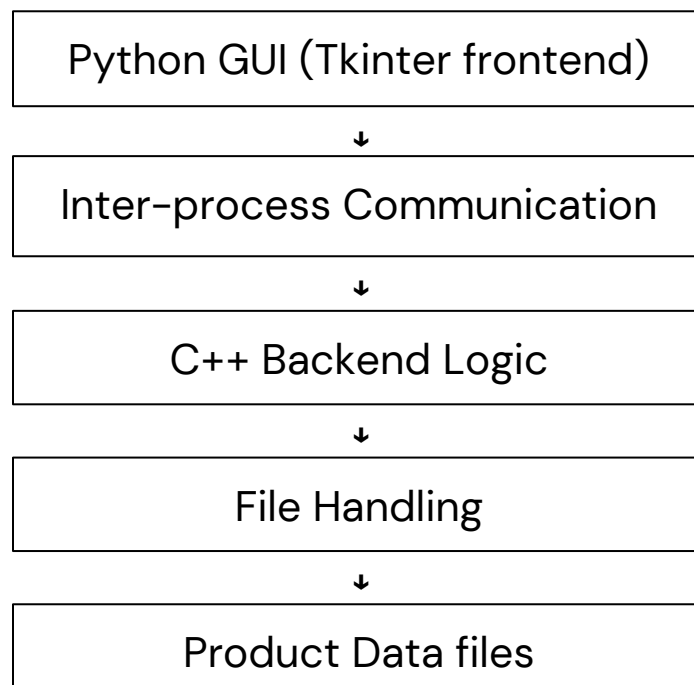 Python GUI (Tkinter frontend)
↓
Inter-process Communication
↓
C++ Backend Logic
↓
File Handling
↓
Product Data files